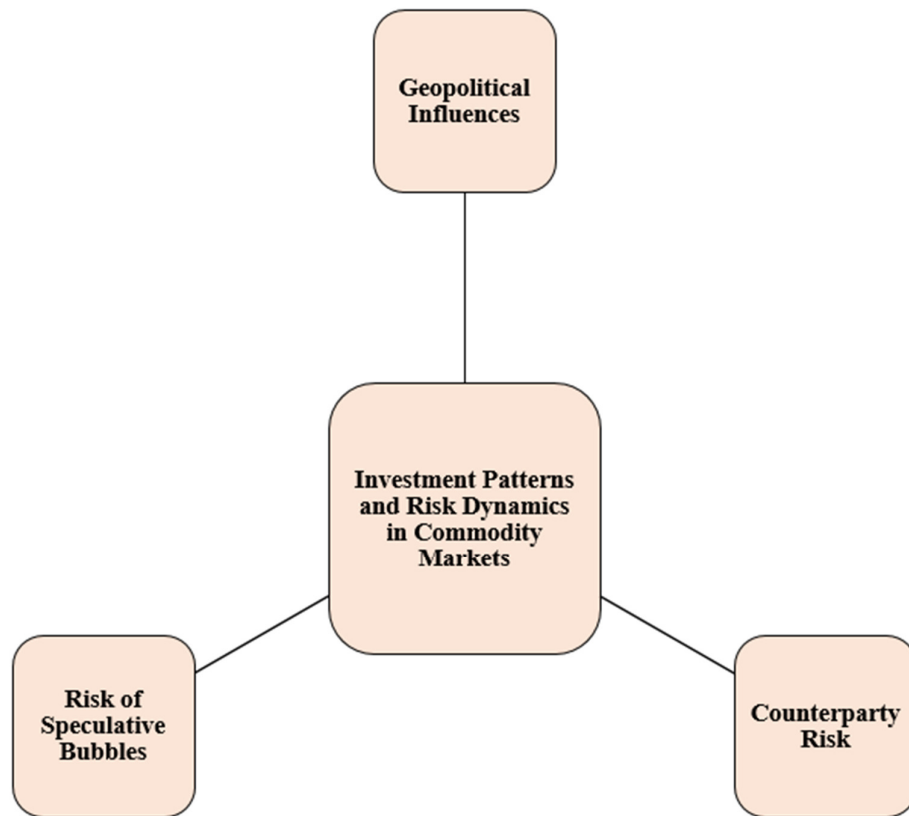 Geopolitical
Influences
Investment Patterns
and Risk Dynamics
in Commodity
Markets
Risk of
Speculative
Bubbles
Counterparty
Risk